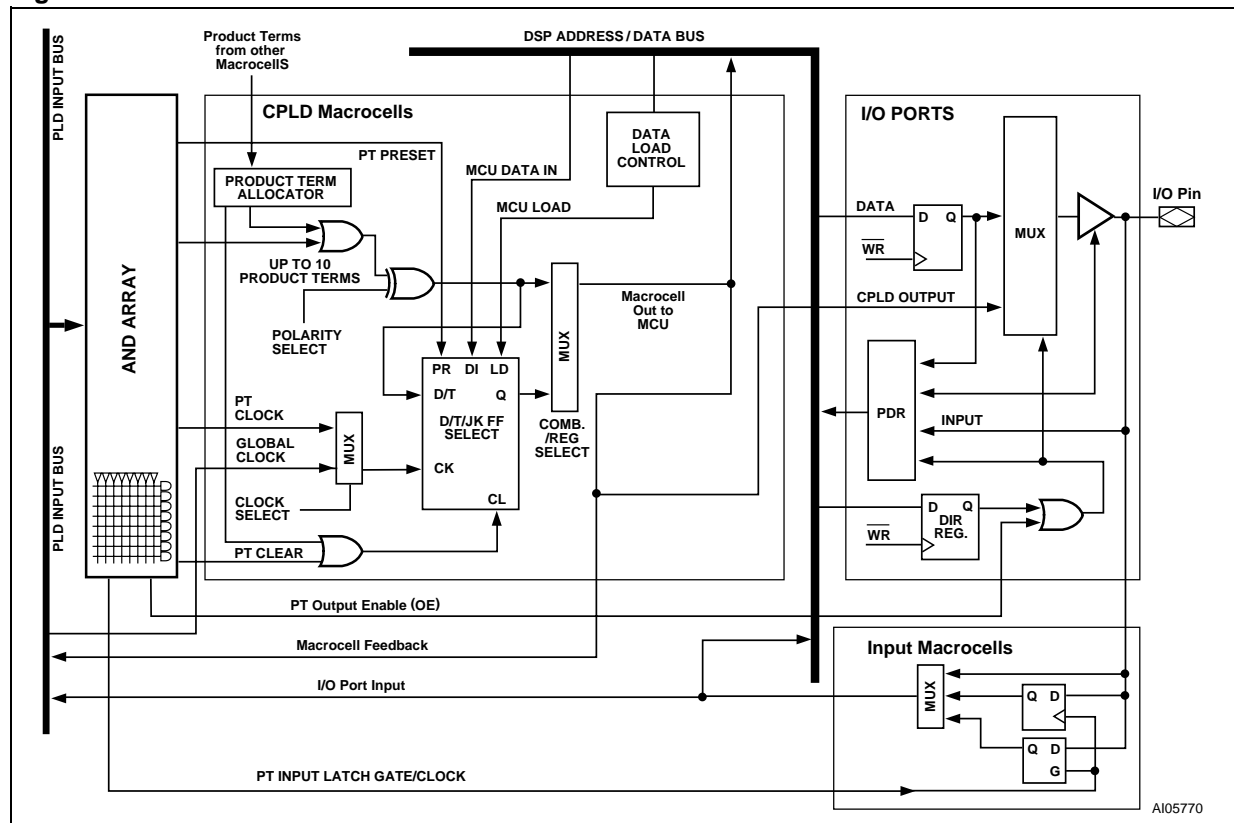 DSP ADDRESS / DATA BUS
Product Terms
from other
MacrocellS
PLD INPUT BUS
AND ARRAY
CPLD Macrocells
PT PRESET
PRODUCT TERM
ALLOCATOR
MCU DATA IN
MCU LOAD
DATA
LOAD
CONTROL
UP TO 10
PRODUCT TERMS
POLARITY
SELECT
MUX
Macrocell
Out to
MCU
PR DI LD
D/T Q
D/T/JK FF
SELECT
CK
CL
COMB.
/REG
SELECT
PT
CLOCK
GLOBAL
CLOCK
MUX
CLOCK
SELECT
PT CLEAR
PLD INPUT BUS
PT Output Enable (OE)
Macrocell Feedback
I/O Port Input
PT INPUT LATCH GATE/CLOCK
I/O PORTS
DATA
D Q
WR
MUX
I/O Pin
CPLD OUTPUT
PDR
INPUT
D Q
DIR
REG.
WR
Input Macrocells
MUX
Q D
Q D
G
AI05770